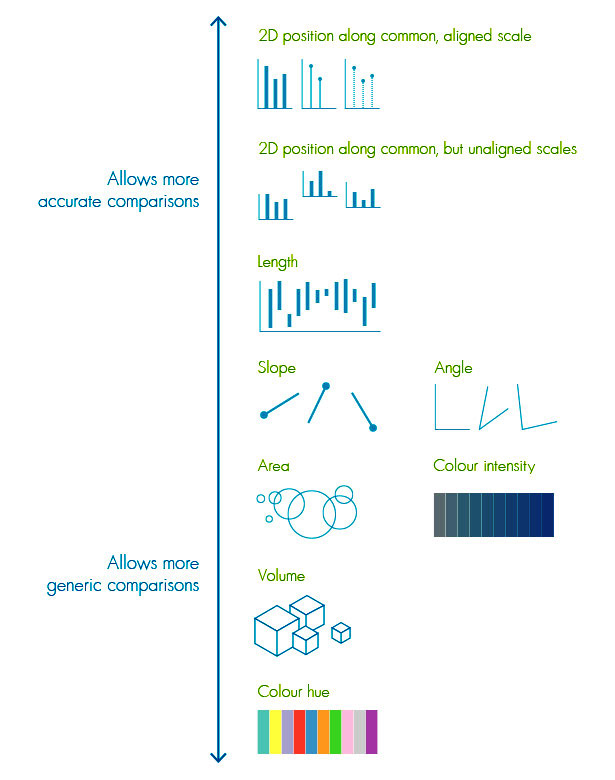 2D position along common, aligned scale
2D position along common, but unaligned scales
Allows more
accurate comparisons
Length
Slope
Angle
Area
Colour intensity
Allows more
generic comparisons
Volume
Colour hue